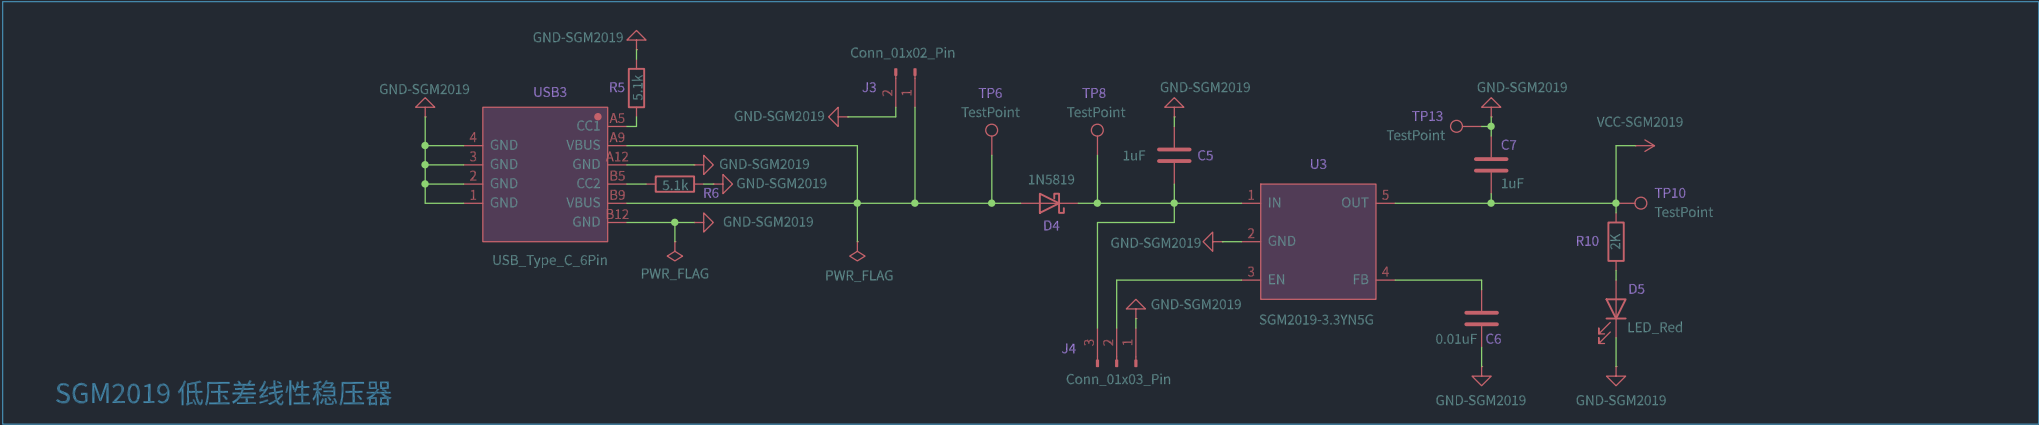 GND-SGM2019
R5
5.1k
GND-SGM2019
USB3
CC1
A5
VBUS
A9
GND
A12
GND-SGM2019
CC2
B5
5.1k
R6
GND-SGM2019
VBUS
B9
GND
B12
GND-SGM2019
4
GND
3
GND
2
GND
1
GND
USB_Type_C_6Pin
PWR_FLAG
Conn_01x02_Pin
J3
2
1
GND-SGM2019
PWR_FLAG
TP6
TestPoint
1N5819
D4
TP8
TestPoint
GND-SGM2019
1uF
C5
U3
1
IN
OUT
5
GND-SGM2019
2
GND
3
EN
FB
4
SGM2019-3.3YN5G
GND-SGM2019
J4
3
2
1
Conn_01x03_Pin
GND-SGM2019
TP13
TestPoint
C7
1uF
VCC-SGM2019
TP10
TestPoint
R10
2K
D5
LED_Red
0.01uF
C6
GND-SGM2019
GND-SGM2019
SGM2019 低压差线性稳压器